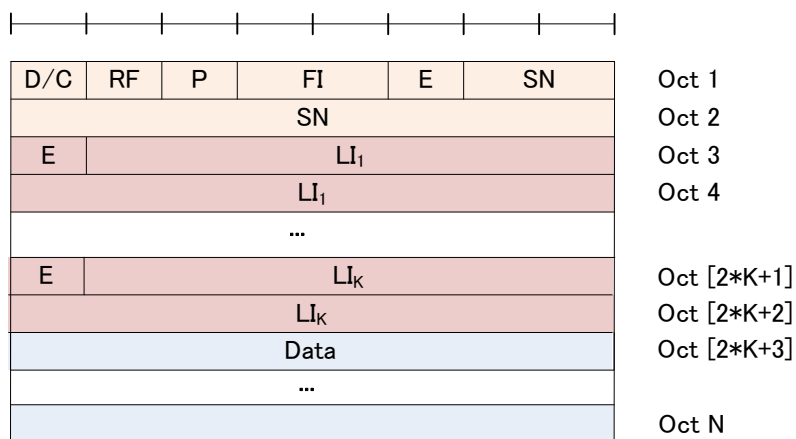 D/C RF P FI E SN Oct 1
SN Oct 2
E LI₁ Oct 3
LI₁ Oct 4
...
E LIK Oct [2*K+1]
LIK Oct [2*K+2]
Data Oct [2*K+3]
...
Oct N